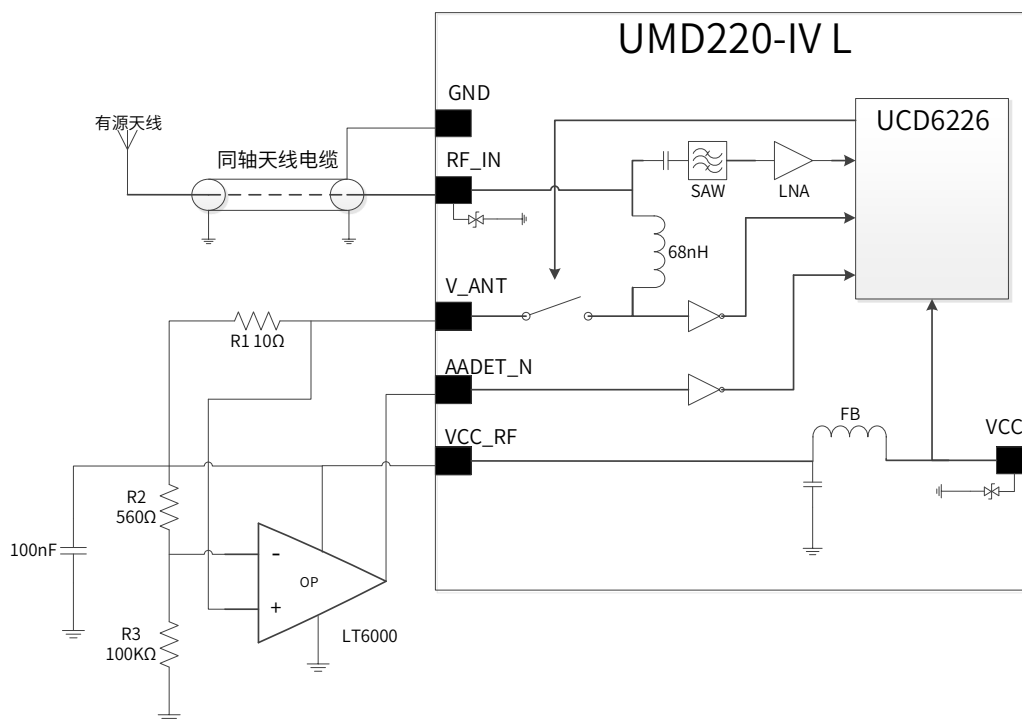 UMD220-IV L
GND
UCD6226
有源天线
同轴天线电缆
RF_IN
SAW
LNA
68nH
V_ANT
R1 10Ω
AADET_N
FB
VCC_RF
VCC
R2
560Ω
100nF
-
OP
+
LT6000
R3
100KΩ